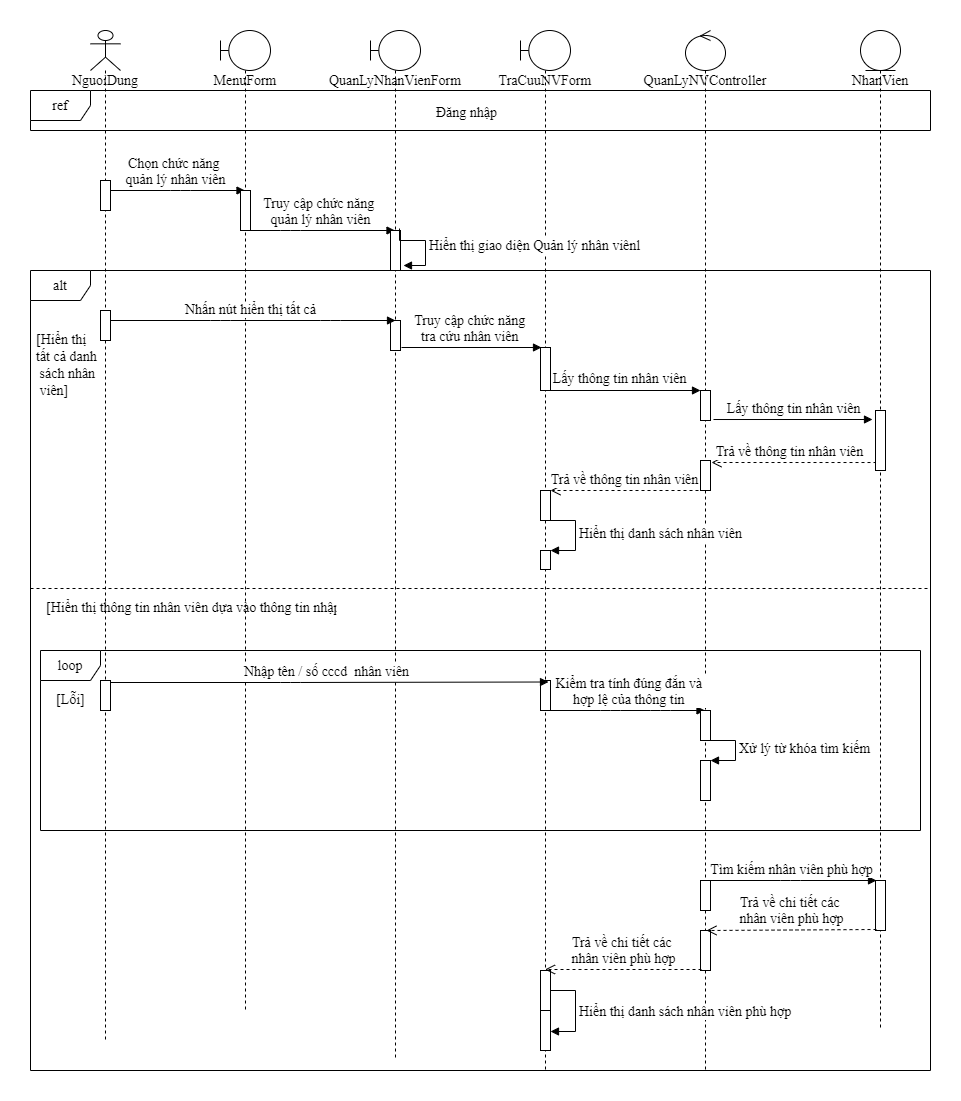 NguoiDung
MenuForm
QuanLyNhanVienForm
TraCuuNVForm
QuanLyNVController
NhanVien
ref
Đăng nhập
Chọn chức năng
quản lý nhân viên
Truy cập chức năng
quản lý nhân viên
Hiển thị giao diện Quản lý nhân viênl
alt
Nhấn nút hiển thị tất cả
[Hiển thị
tất cả danh
sách nhân
viên]
Truy cập chức năng
tra cứu nhân viên
Lấy thông tin nhân viên
Lấy thông tin nhân viên
Trả về thông tin nhân viên
Trả về thông tin nhân viên
Hiển thị danh sách nhân viên
[Hiển thị thông tin nhân viên dựa vào thông tin
loop
Nhập tên / số cccd nhân viên
[Lỗi]
Kiểm tra tính đúng đắn và
hợp lệ của thông tin
Xử lý từ khóa tìm kiếm
Tìm kiếm nhân viên phù hợp
Trả về chi tiết các
nhân viên phù hợp
Trả về chi tiết các
nhân viên phù hợp
Hiển thị danh sách nhân viên phù hợp